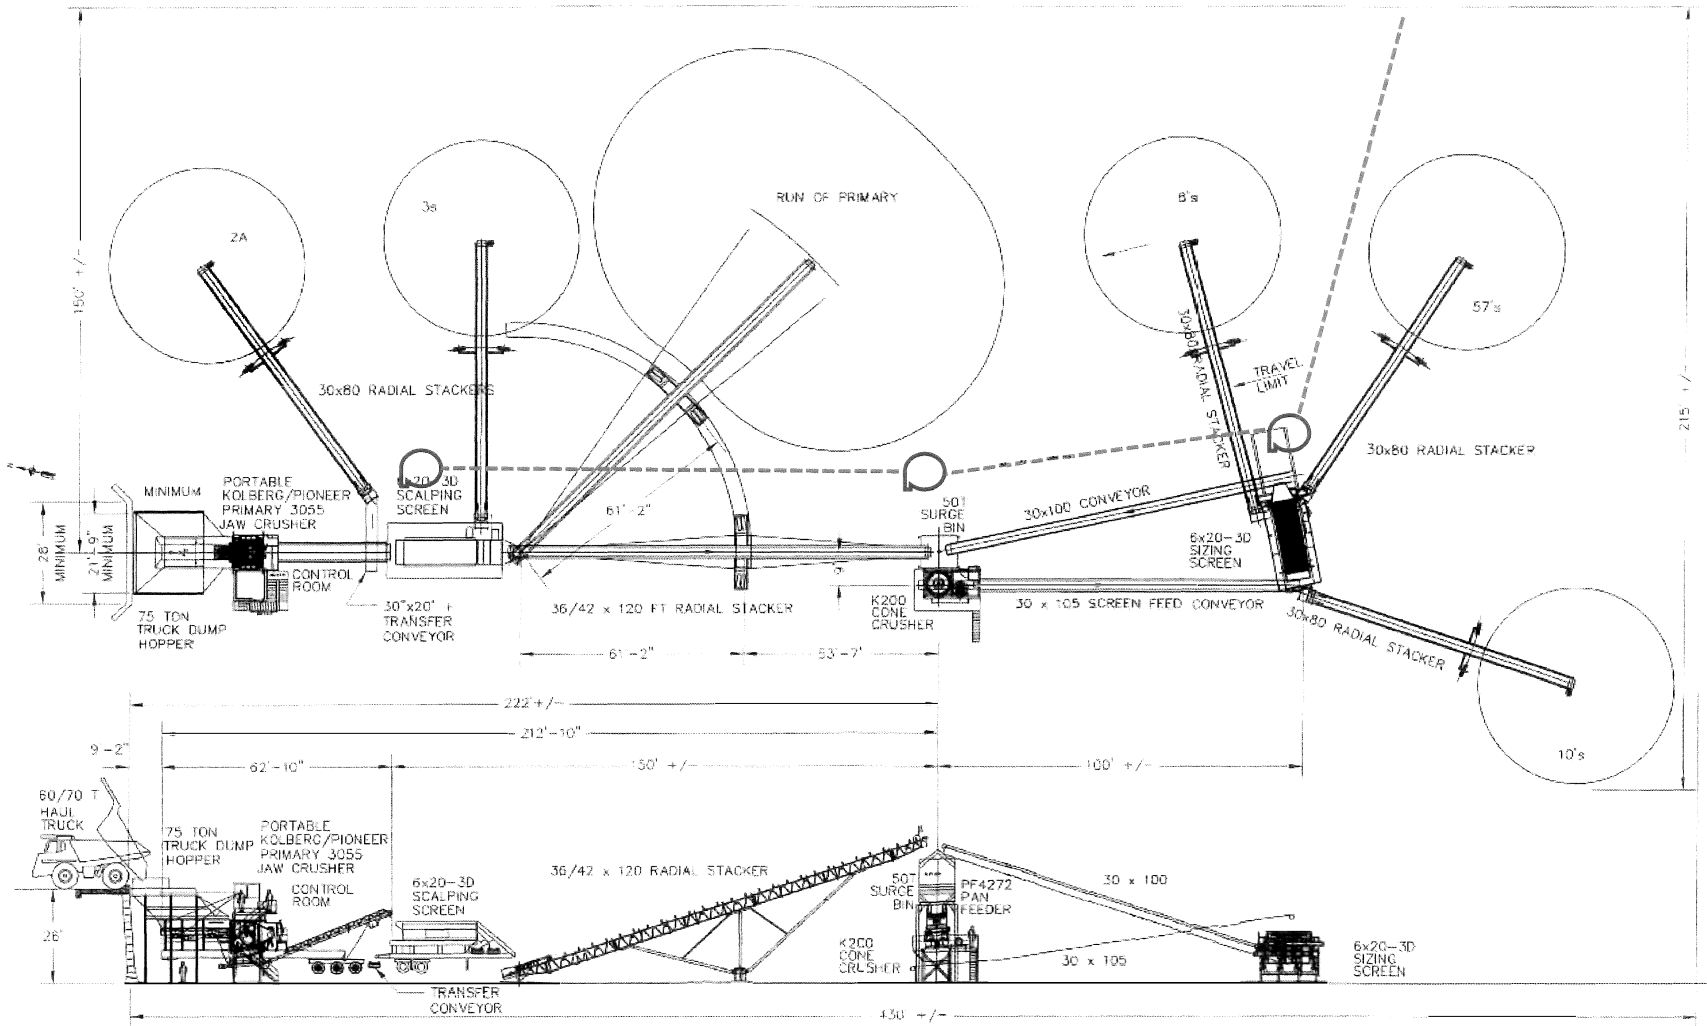 2A
3s
RUN OF PRIMARY
6's
57's
150' +/-
215' +/-
30x80 RADIAL STACKERS
30x80 RADIAL STACKER
TRAVEL
LIMIT
30x80 RADIAL STACKER
N
MINIMUM
PORTABLE
KOLBERG/PIONEER
PRIMARY 3055
JAW CRUSHER
6x20-3D
SCALPING
SCREEN
61'-2"
50T
SURGE
BIN
30x100 CONVEYOR
6x20-3D
SIZING
SCREEN
28'
MINIMUM
21'-9"
MINIMUM
CONTROL
ROOM
75 TON
TRUCK DUMP
HOPPER
30"x20' +
TRANSFER
CONVEYOR
36/42 x 120 FT RADIAL STACKER
K200
CONE
CRUSHER
30 x 105 SCREEN FEED CONVEYOR
30x80 RADIAL STACKER
10's
61'-2"
53'-7'
222'+/-
212'-10"
9'-2"
62'-10"
150' +/-
100' +/-
60/70 T
HAUL
TRUCK
75 TON
TRUCK DUMP
HOPPER
PORTABLE
KOLBERG/PIONEER
PRIMARY 3055
JAW CRUSHER
CONTROL
ROOM
6x20-3D
SCALPING
SCREEN
36/42 x 120 RADIAL STACKER
50T
SURGE
BIN
PF4272
PAN
FEEDER
30 x 100
26'
K200
CONE
CRUSHER
30 x 105
6x20-3D
SIZING
SCREEN
TRANSFER
CONVEYOR
430' +/-